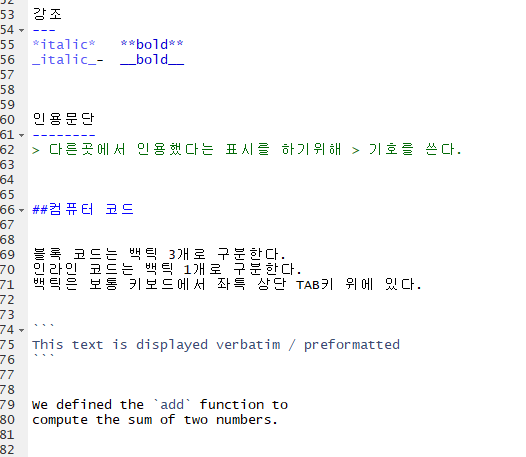 52
53 강조
54 ---
55 *italic*   **bold**
56 _italic_-  __bold__
57
58
59
60 인용문단
61 --------
62 > 다른곳에서 인용했다는 표시를 하기위해 > 기호를 쓴다.
63
64
65
66 ##컴퓨터 코드
67
68
69 블록 코드는 백틱 3개로 구분한다.
70 인라인 코드는 백틱 1개로 구분한다.
71 백틱은 보통 키보드에서 좌특 상단 TAB키 위에 있다.
72
73
74 ```
75 This text is displayed verbatim / preformatted
76 ```
77
78
79 We defined the `add` function to
80 compute the sum of two numbers.
81
82